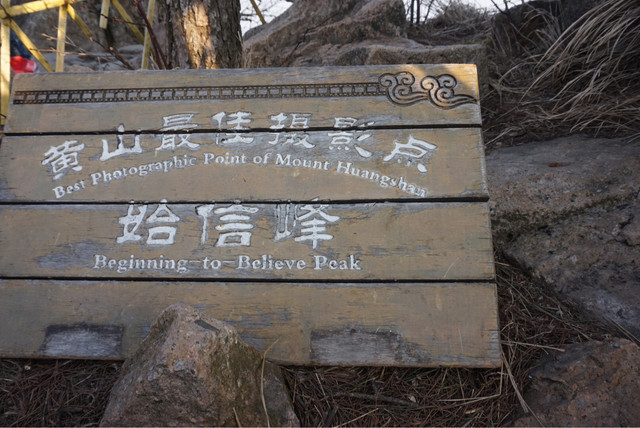 黄山最佳摄影点
Best Photographic Point of Mount Huangshan
始信峰
Beginning-to-Believe Peak